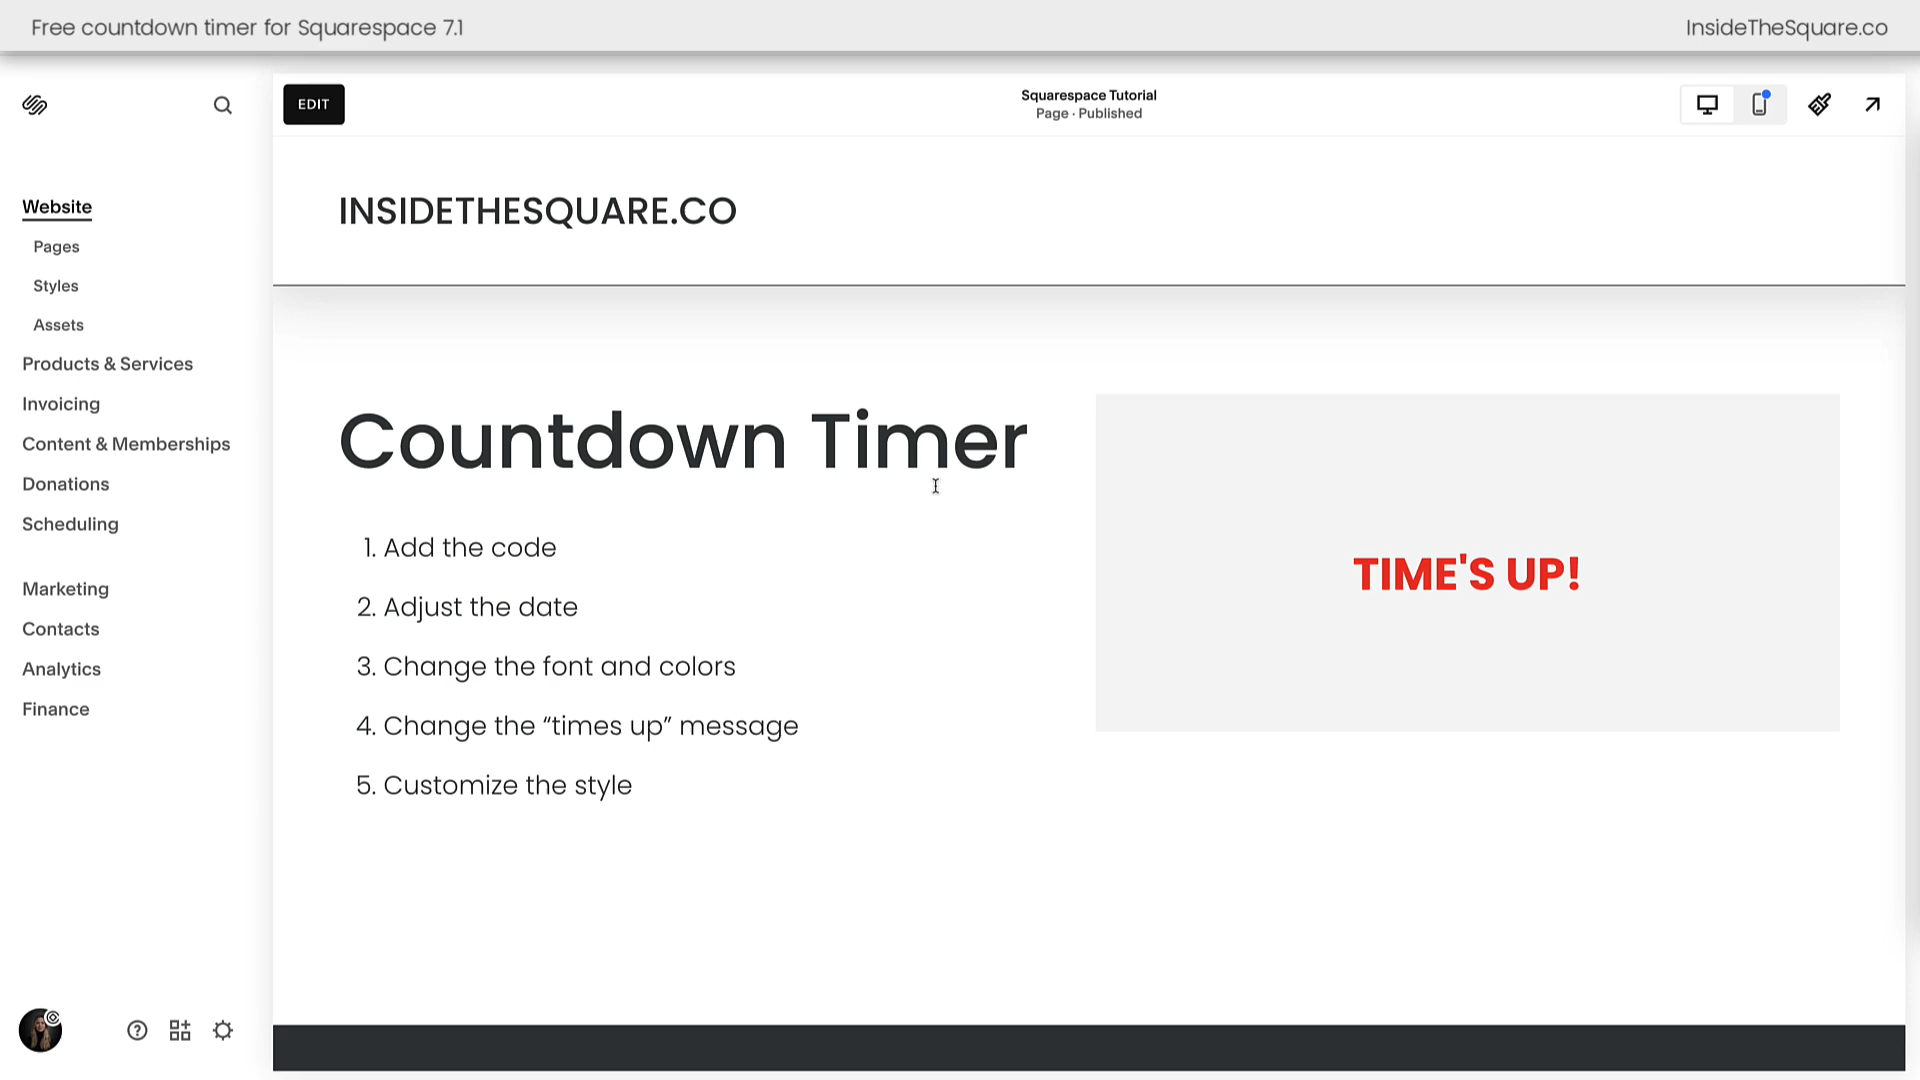 Free countdown timer for Squarespace 7.1
InsideTheSquare.co
EDIT
Squarespace Tutorial
Page · Published
Website
Pages
Styles
Assets
Products & Services
Invoicing
Content & Memberships
Donations
Scheduling
Marketing
Contacts
Analytics
Finance
INSIDETHESQUARE.CO
Countdown Timer
1. Add the code
2. Adjust the date
3. Change the font and colors
4. Change the “times up” message
5. Customize the style
TIME'S UP!